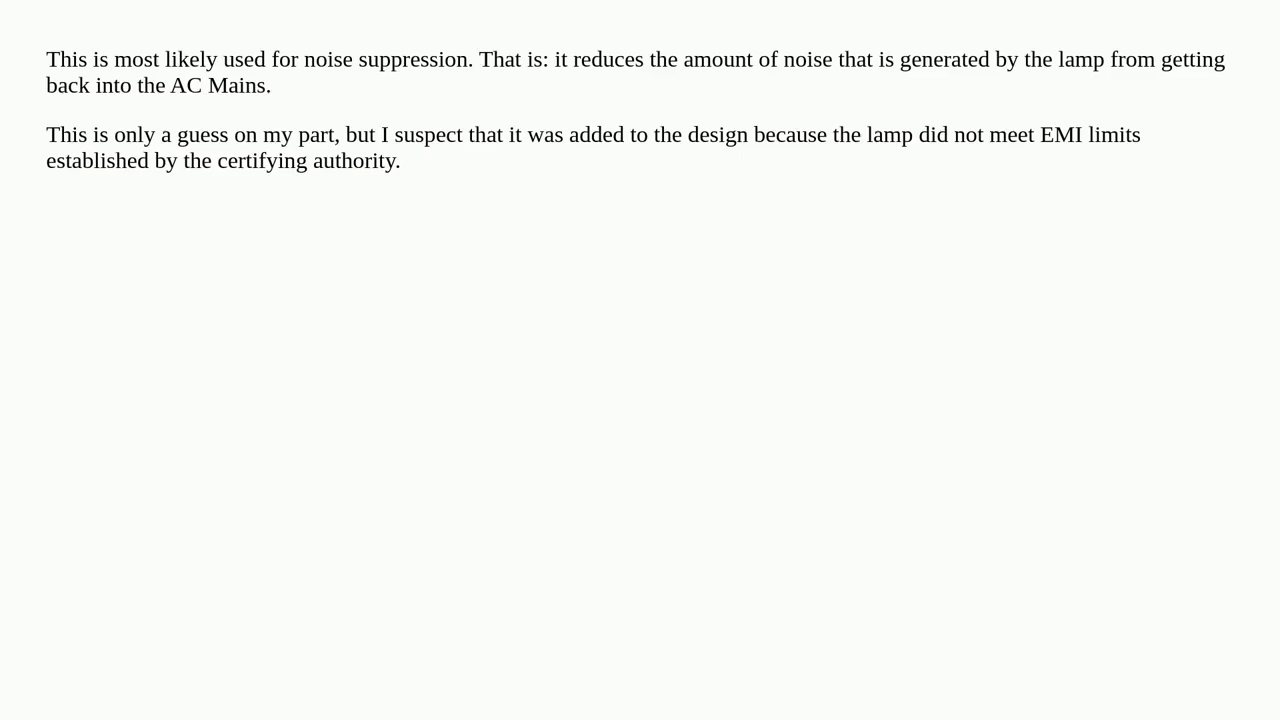 This is most likely used for noise suppression. That is: it reduces the amount of noise that is generated by the lamp from getting
back into the AC Mains.
This is only a guess on my part, but I suspect that it was added to the design because the lamp did not meet EMI limits
established by the certifying authority.